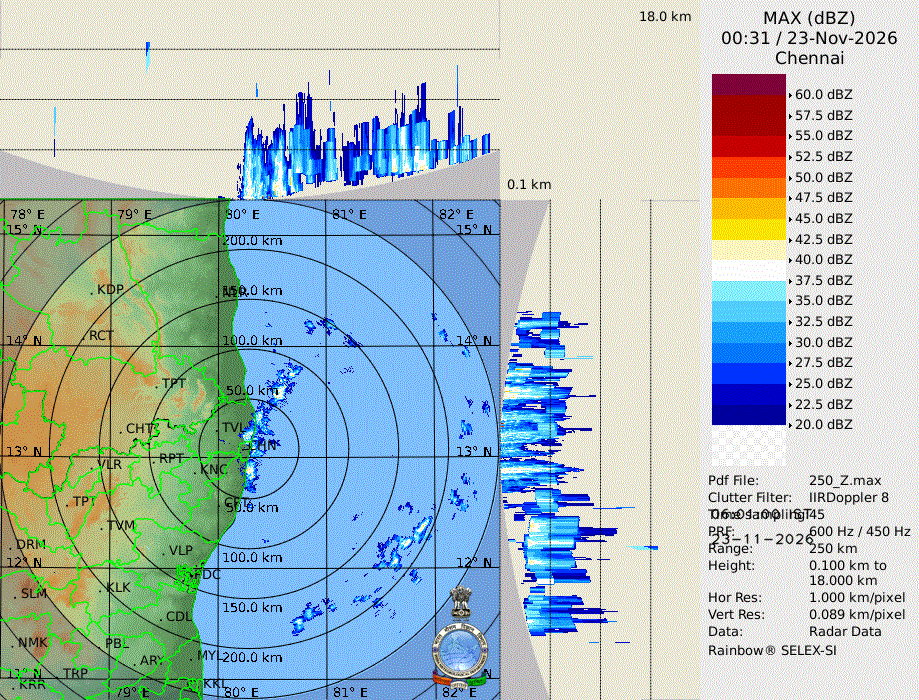 18.0 km
0.1 km
MAX (dBZ)
00:31 / 23-Nov-2026
Chennai
60.0 dBZ
57.5 dBZ
55.0 dBZ
52.5 dBZ
50.0 dBZ
47.5 dBZ
45.0 dBZ
42.5 dBZ
40.0 dBZ
37.5 dBZ
35.0 dBZ
32.5 dBZ
30.0 dBZ
27.5 dBZ
25.0 dBZ
22.5 dBZ
20.0 dBZ
Pdf File: 250_Z.max
Clutter Filter: IIRDoppler 8
Time sampling: 45
PRF: 600 Hz / 450 Hz
23-11-2026
Range: 250 km
Height: 0.100 km to
18.000 km
Hor Res: 1.000 km/pixel
Vert Res: 0.089 km/pixel
Data: Radar Data
Rainbow® SELEX-SI
78° E 79° E 80° E 81° E 82° E
15° N 15° N
200.0 km
KDP
150.0 km
RCT
14° N 100.0 km 14° N
TPT
50.0 km
CHT TVL
13° N 13° N
VLR RPT KNC
TPT 50.0 km
TVM
DRM VLP 100.0 km
12° N 12° N
SLM KLK 150.0 km
CDL
NMK PBL
ARY MYL 200.0 km
TRP
KRR KKL
79° E 80° E 81° E 82° E